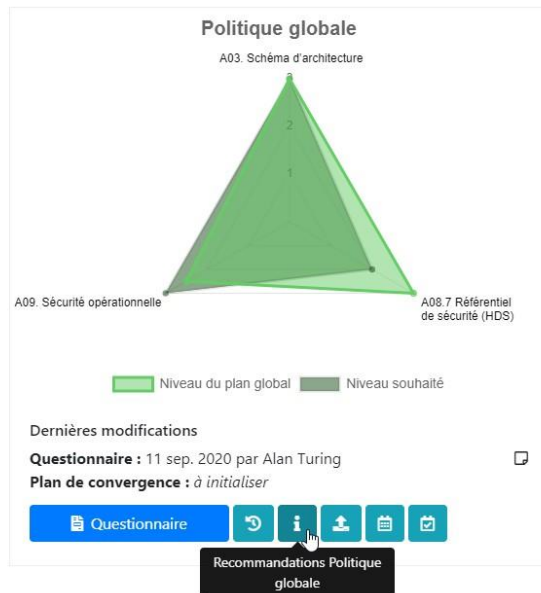 Politique globale
A03. Schéma d'architecture
3
2
1
A09. Sécurité opérationnelle
A08.7 Référentiel
de sécurité (HDS)
Niveau du plan global
Niveau souhaité
Dernières modifications
Questionnaire : 11 sep. 2020 par Alan Turing
Plan de convergence : à initialiser
Questionnaire
Recommandations Politique
globale